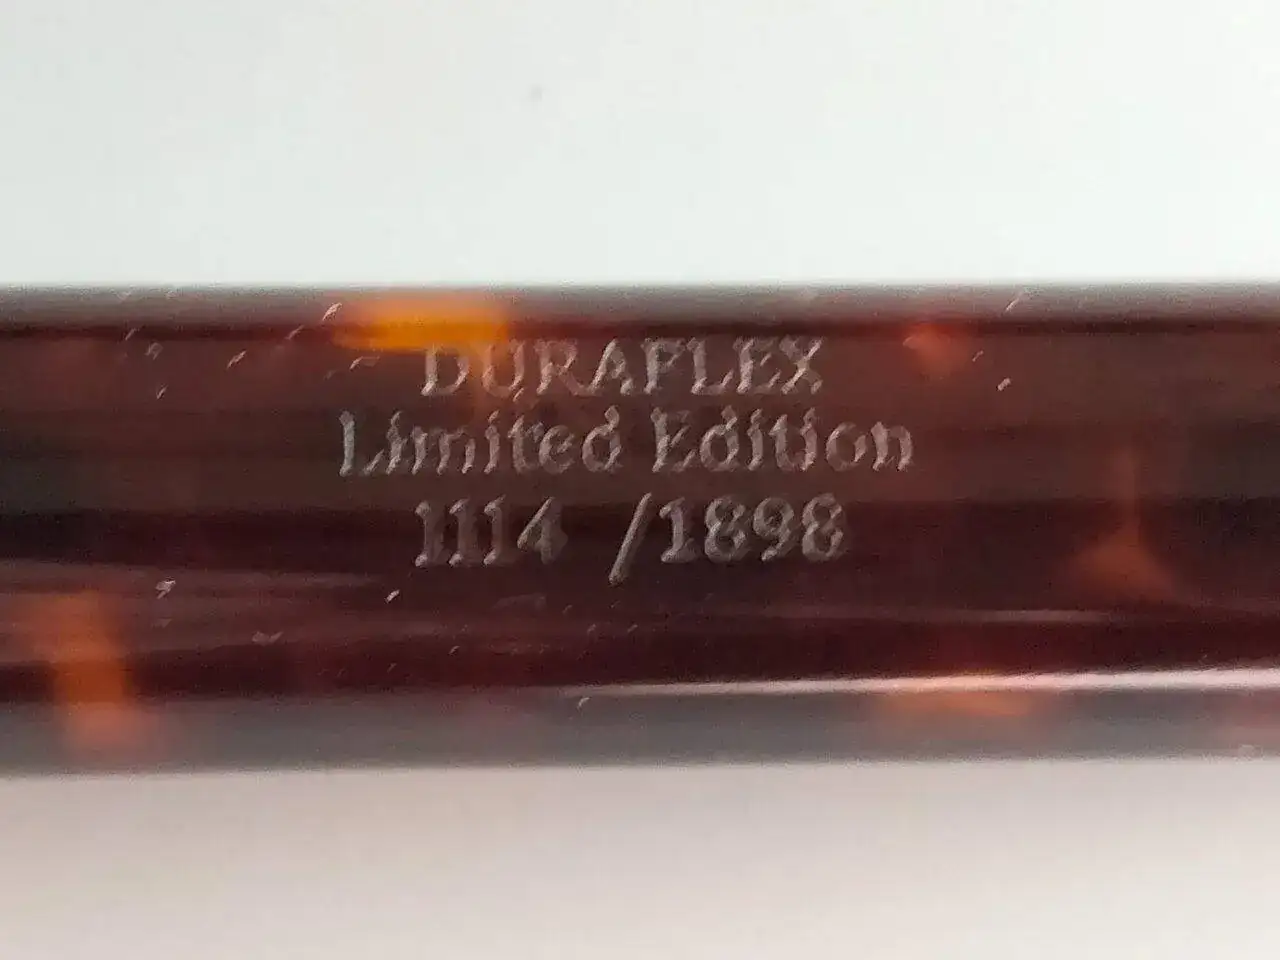 DURAFLEX
Limited Edition
1114 /1898